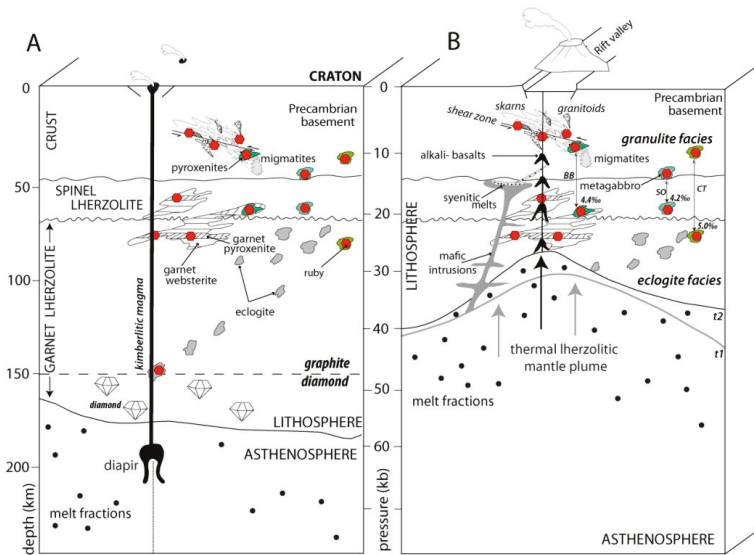 A
CRATON
0
CRUST
Precambrian
basement
pyroxenites
migmatites
50
SPINEL
LHERZOLITE
garnet
pyroxenite
garnet
websterite
ruby
eclogite
100
GARNET LHERZOLITE
kimberlitic magma
graphite
150
diamond
diamond
LITHOSPHERE
ASTHENOSPHERE
diapir
200
melt fractions
depth (km)
B
Rift valley
0
skarns
granitoids
Precambrian
basement
shear zone
granulite facies
10
alkali-basalts
migmatites
BB
metagabbro
syenitic
melts
SO
CT
4.4‰
4.2‰
20
5.0‰
LITHOSPHERE
mafic
intrusions
30
eclogite facies
t2
40
t1
thermal lherzolitic
mantle plume
50
melt fractions
60
pressure (kb)
ASTHENOSPHERE